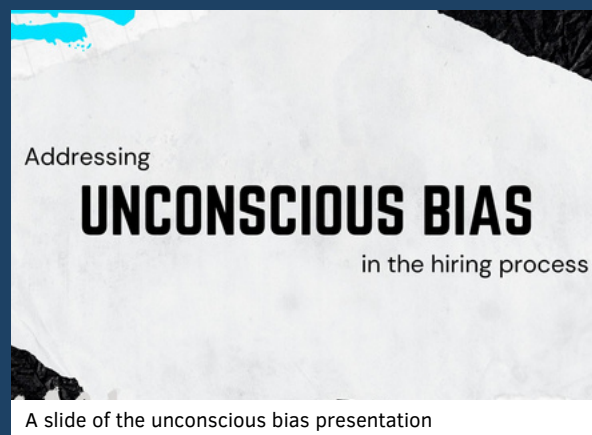 Addressing
UNCONSCIOUS BIAS
in the hiring process
A slide of the unconscious bias presentation